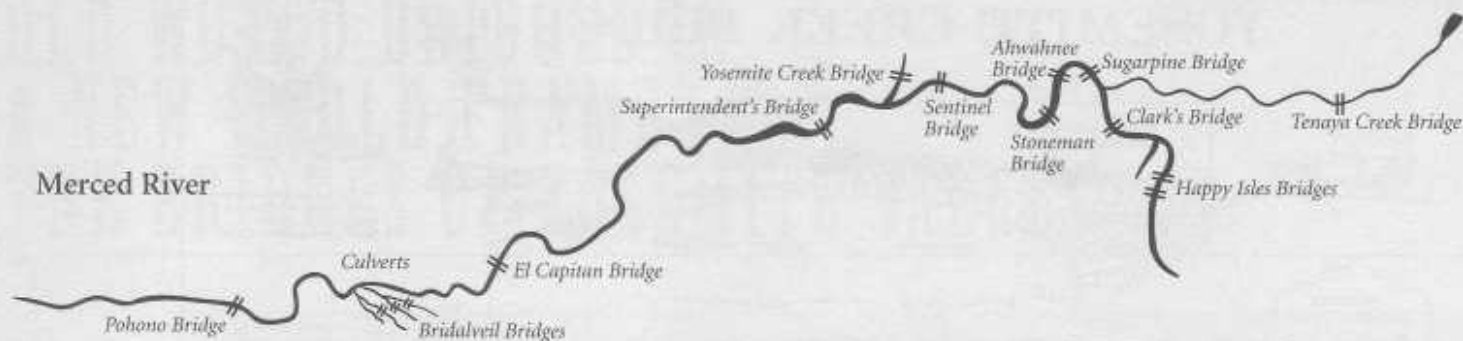 Ahwahnee
Bridge
Sugarpine Bridge
Yosemite Creek Bridge
Superintendent's Bridge
Sentinel
Bridge
Clark's Bridge
Tenaya Creek Bridge
Stoneman
Bridge
Merced River
Happy Isles Bridges
Culverts
El Capitan Bridge
Pohono Bridge
Bridalveil Bridges